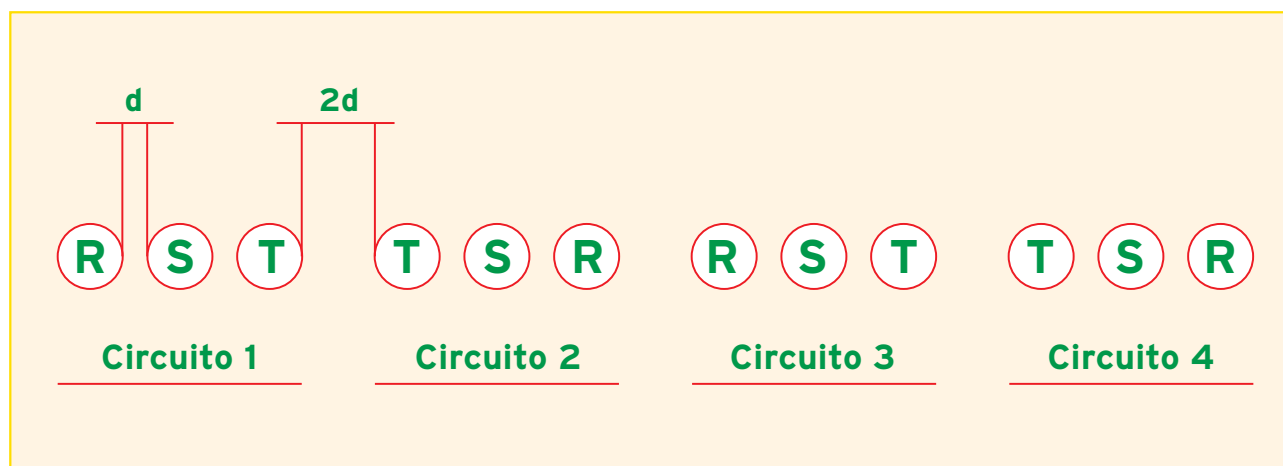 d 2d
R S T T S R R S T T S R
Circuito 1 Circuito 2 Circuito 3 Circuito 4